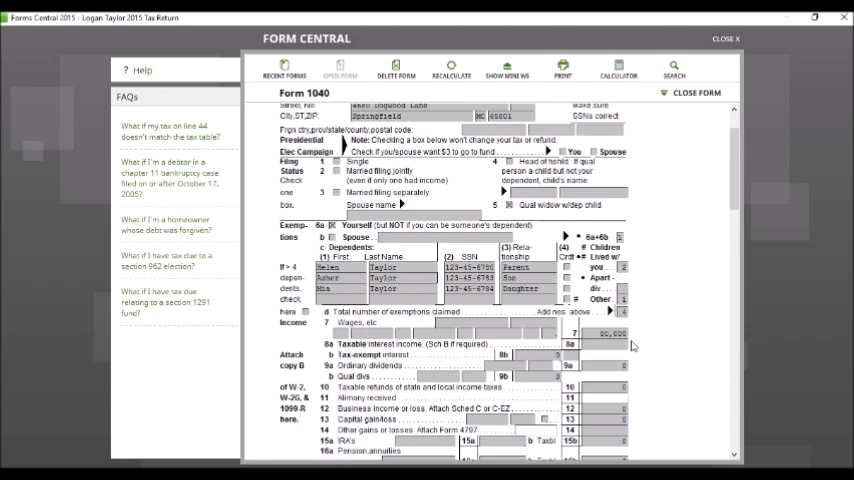 Forms Central 2015 - Logan Taylor 2015 Tax Return
FORM CENTRAL
CLOSE X
? Help
RECENT FORMS
OPEN FORM
DELETE FORM
RECALCULATE
SHOW MINI WS
PRINT
CALCULATOR
SEARCH
FAQs
Form 1040
CLOSE FORM
What if my tax on line 44
doesn't match the tax table?
What if I'm a debtor in a
chapter 11 bankruptcy case
filed on or after October 17,
2005?
What if I'm a homeowner
whose debt was forgiven?
What if I have tax due to a
section 962 election?
What if I have tax due
relating to a section 1291
fund?
Street, No: 4680 Dogwood Lane Make sure
City,ST,ZIP: Springfield MO 65801 SSNs correct
Frgn ctry,prov/state/county,postal code:
Presidential Note: Checking a box below won't change your tax or refund.
Elec Campaign Check if you/spouse want $3 to go to fund You Spouse
Filing 1 Single 4 Head of hshld. If qual
Status 2 Married filing jointly person a child but not your
Check (even if only one had income) dependent, child's name:
one 3 Married filing separately
box. Spouse name 5 Qual widow w/dep child
Exemp- 6a Yourself (but NOT if you can be someone's dependent) 6a+6b 1
tions b Spouse # Children
c Dependents: (3) Rela- (4) Lived w/
(1) First Last Name (2) SSN tionship Crdt you 2
If > 4 Helen Taylor Parent
depen- Asher Taylor Son Apart -
dents, Mia Taylor Daughter div
check # Other 1
here d Total number of exemptions claimed Add nos. above 4
Income 7 Wages, etc
7 80,000
8a Taxable interest income. (Sch B if required) 8a
Attach b Tax-exempt interest 8b 0
copy B 9a Ordinary dividends 9a 0
b Qual divs 9b 0
of W-2, 10 Taxable refunds of state and local income taxes 10 0
W-2G, & 11 Alimony received 11
1099-R 12 Business income or loss. Attach Sched C or C-EZ 12 0
here. 13 Capital gain/loss 13 0
14 Other gains or losses. Attach Form 4797 14
15a IRA's 15a b Taxbl 15b 0
16a Pension,annuities